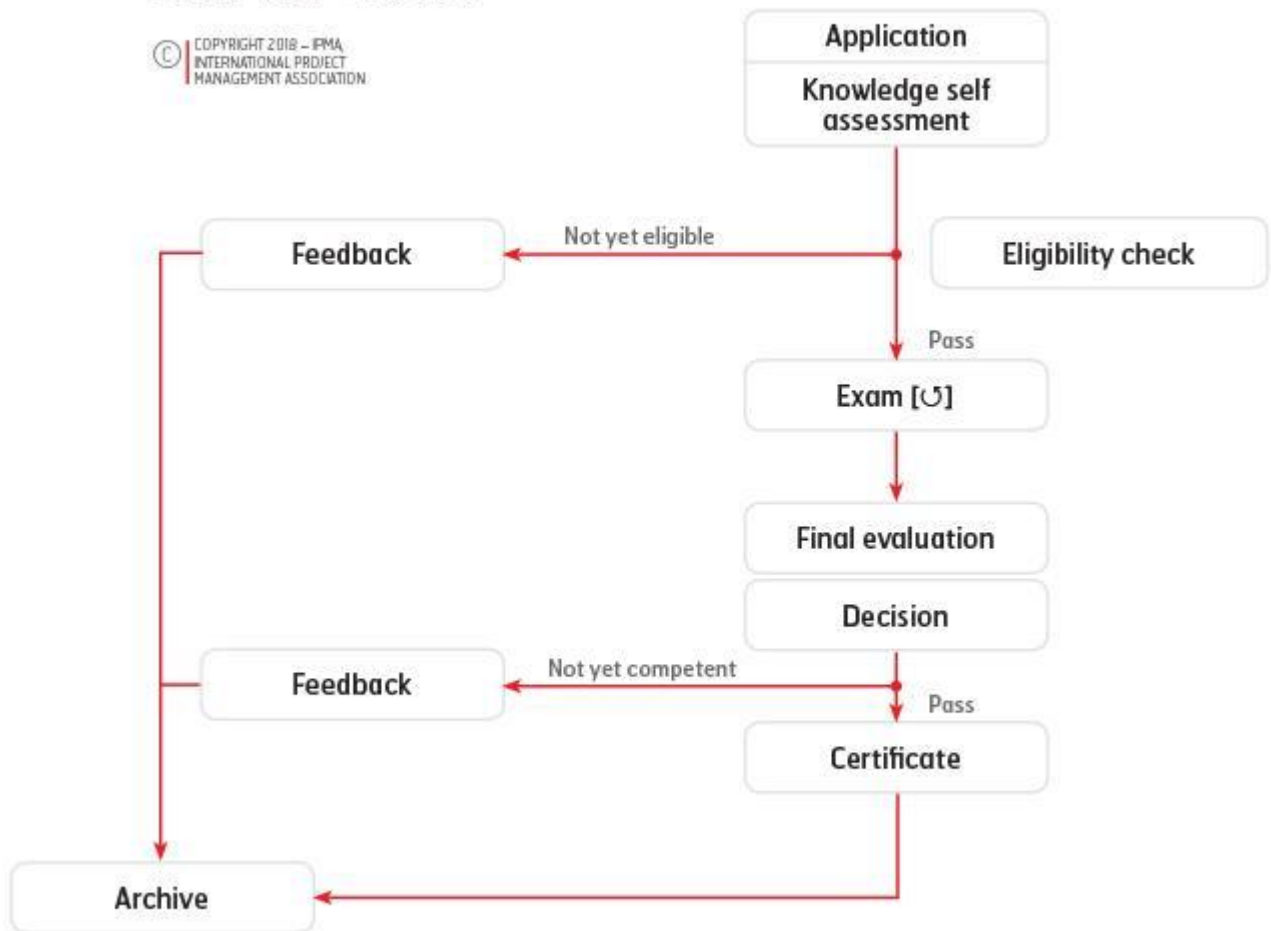 ©
COPYRIGHT 2018 – IPMA,
INTERNATIONAL PROJECT
MANAGEMENT ASSOCIATION
Application
Knowledge self
assessment
Feedback
Not yet eligible
Eligibility check
Pass
Exam [↺]
Final evaluation
Decision
Feedback
Not yet competent
Pass
Certificate
Archive